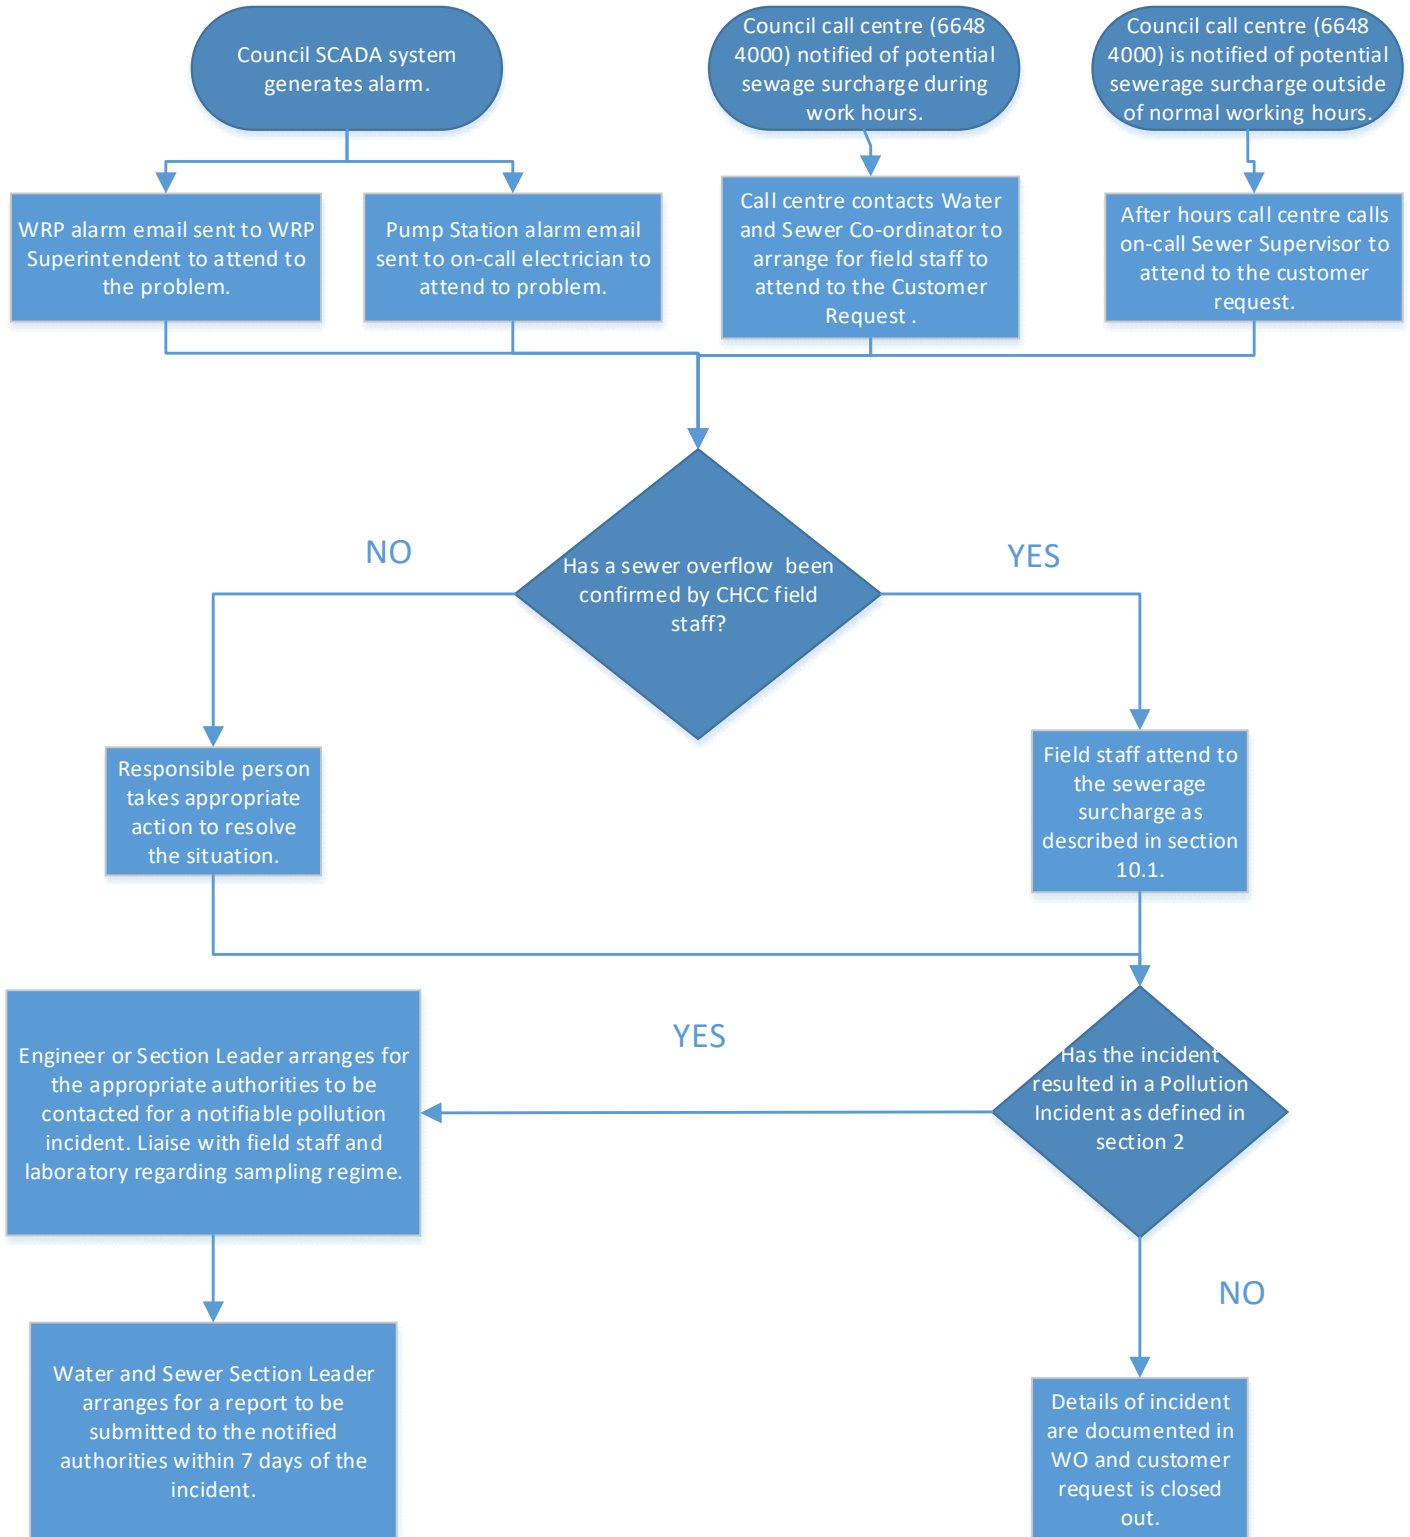 Council SCADA system
generates alarm.
Council call centre (6648
4000) notified of potential
sewage surcharge during
work hours.
Council call centre (6648
4000) is notified of potential
sewerage surcharge outside
of normal working hours.
WRP alarm email sent to WRP
Superintendent to attend to
the problem.
Pump Station alarm email
sent to on-call electrician to
attend to problem.
Call centre contacts Water
and Sewer Co-ordinator to
arrange for field staff to
attend to the Customer
Request .
After hours call centre calls
on-call Sewer Supervisor to
attend to the customer
request.
NO
Has a sewer overflow been
confirmed by CHCC field
staff?
YES
Responsible person
takes appropriate
action to resolve
the situation.
Field staff attend to
the sewerage
surcharge as
described in section
10.1.
Engineer or Section Leader arranges for
the appropriate authorities to be
contacted for a notifiable pollution
incident. Liaise with field staff and
laboratory regarding sampling regime.
YES
Has the incident
resulted in a Pollution
Incident as defined in
section 2
NO
Water and Sewer Section Leader
arranges for a report to be
submitted to the notified
authorities within 7 days of the
incident.
Details of incident
are documented in
WO and customer
request is closed
out.